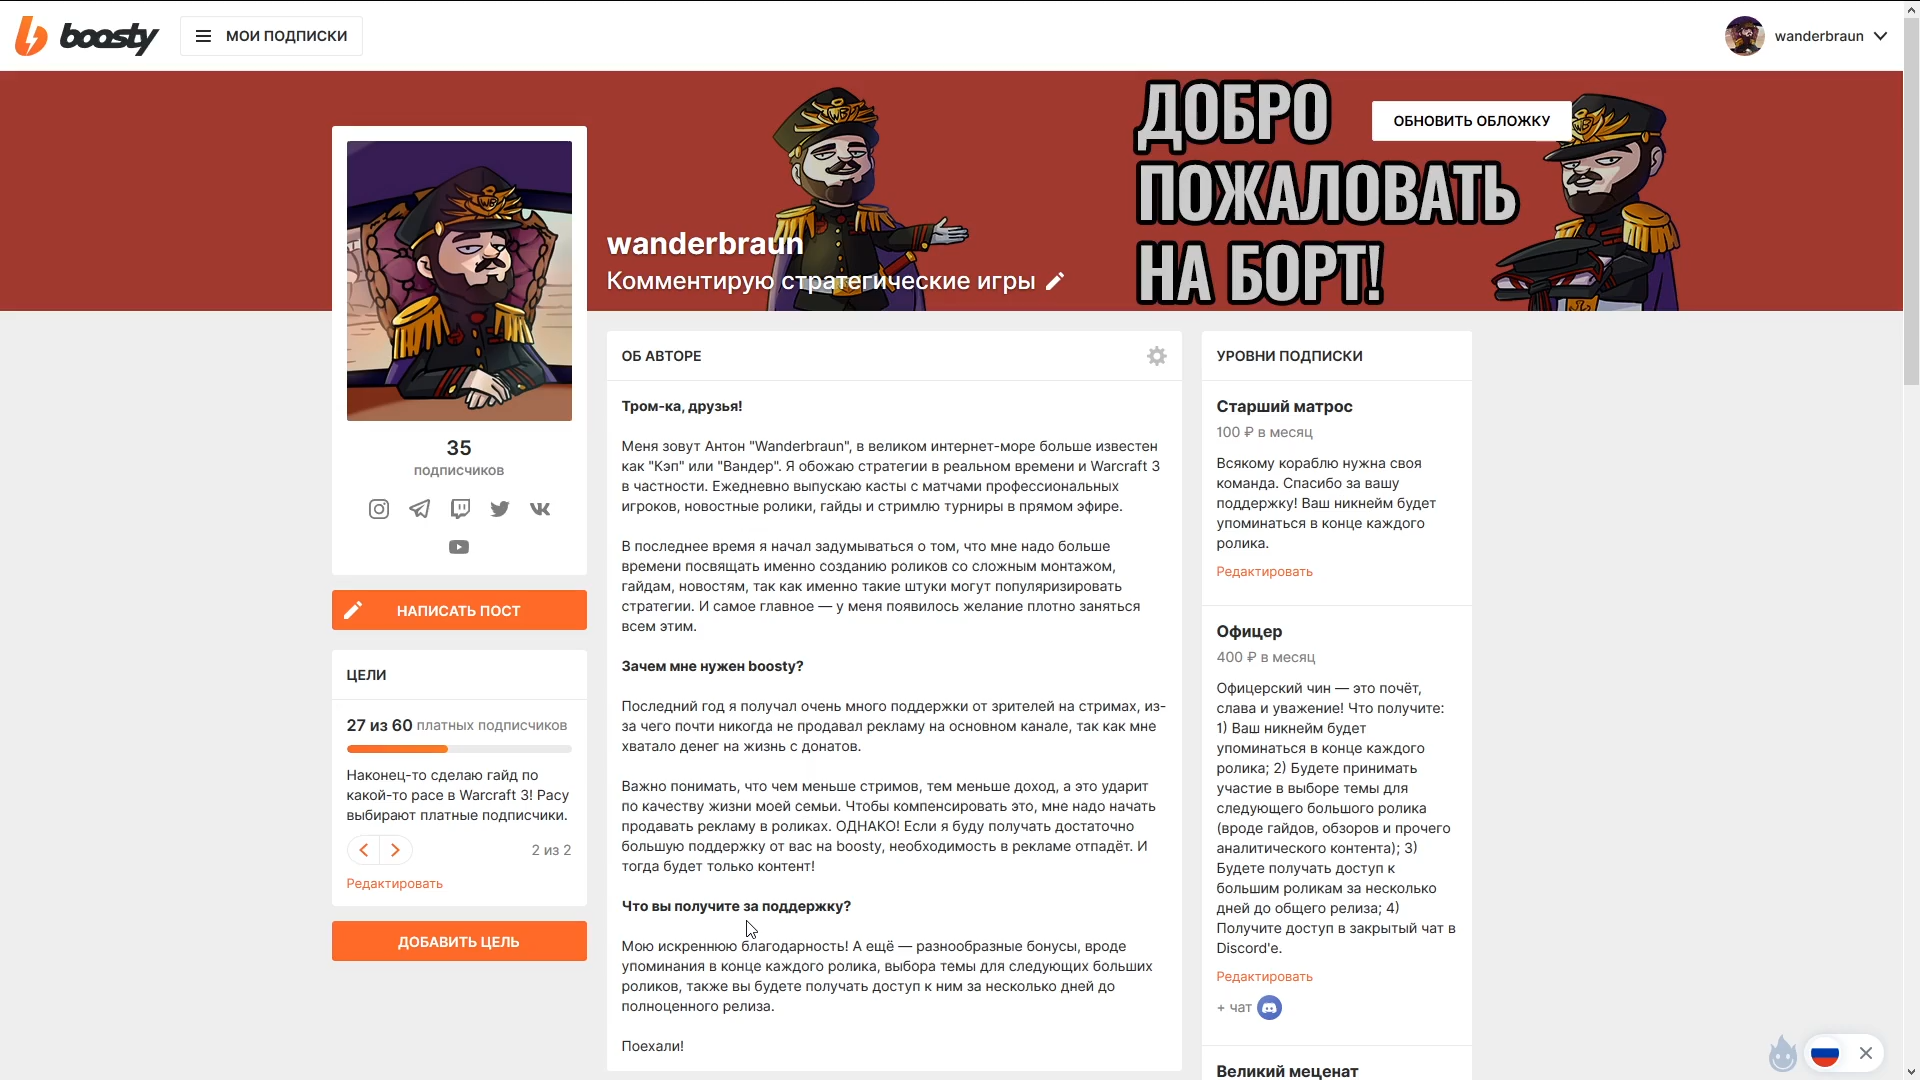 boosty
МОИ ПОДПИСКИ
wanderbraun
ДОБРО
ПОЖАЛОВАТЬ
НА БОРТ!
ОБНОВИТЬ ОБЛОЖКУ
wanderbraun
Комментирую стратегические игры
35
подписчиков
НАПИСАТЬ ПОСТ
ЦЕЛИ
27 из 60 платных подписчиков
Наконец-то сделаю гайд по
какой-то расе в Warcraft 3! Расу
выбирают платные подписчики.
2 из 2
Редактировать
ДОБАВИТЬ ЦЕЛЬ
ОБ АВТОРЕ
Тром-ка, друзья!
Меня зовут Антон "Wanderbraun", в великом интернет-море больше известен
как "Кэп" или "Вандер". Я обожаю стратегии в реальном времени и Warcraft 3
в частности. Ежедневно выпускаю касты с матчами профессиональных
игроков, новостные ролики, гайды и стримлю турниры в прямом эфире.
В последнее время я начал задумываться о том, что мне надо больше
времени посвящать именно созданию роликов со сложным монтажом,
гайдам, новостям, так как именно такие штуки могут популяризировать
стратегии. И самое главное — у меня появилось желание плотно заняться
всем этим.
Зачем мне нужен boosty?
Последний год я получал очень много поддержки от зрителей на стримах, из-
за чего почти никогда не продавал рекламу на основном канале, так как мне
хватало денег на жизнь с донатов.
Важно понимать, что чем меньше стримов, тем меньше доход, а это ударит
по качеству жизни моей семьи. Чтобы компенсировать это, мне надо начать
продавать рекламу в роликах. ОДНАКО! Если я буду получать достаточно
большую поддержку от вас на boosty, необходимость в рекламе отпадёт. И
тогда будет только контент!
Что вы получите за поддержку?
Мою искреннюю благодарность! А ещё — разнообразные бонусы, вроде
упоминания в конце каждого ролика, выбора темы для следующих больших
роликов, также вы будете получать доступ к ним за несколько дней до
полноценного релиза.
Поехали!
УРОВНИ ПОДПИСКИ
Старший матрос
100 ₽ в месяц
Всякому кораблю нужна своя
команда. Спасибо за вашу
поддержку! Ваш никнейм будет
упоминаться в конце каждого
ролика.
Редактировать
Офицер
400 ₽ в месяц
Офицерский чин — это почёт,
слава и уважение! Что получите:
1) Ваш никнейм будет
упоминаться в конце каждого
ролика; 2) Будете принимать
участие в выборе темы для
следующего большого ролика
(вроде гайдов, обзоров и прочего
аналитического контента); 3)
Будете получать доступ к
большим роликам за несколько
дней до общего релиза; 4)
Получите доступ в закрытый чат в
Discord'e.
Редактировать
+ чат
Великий меценат